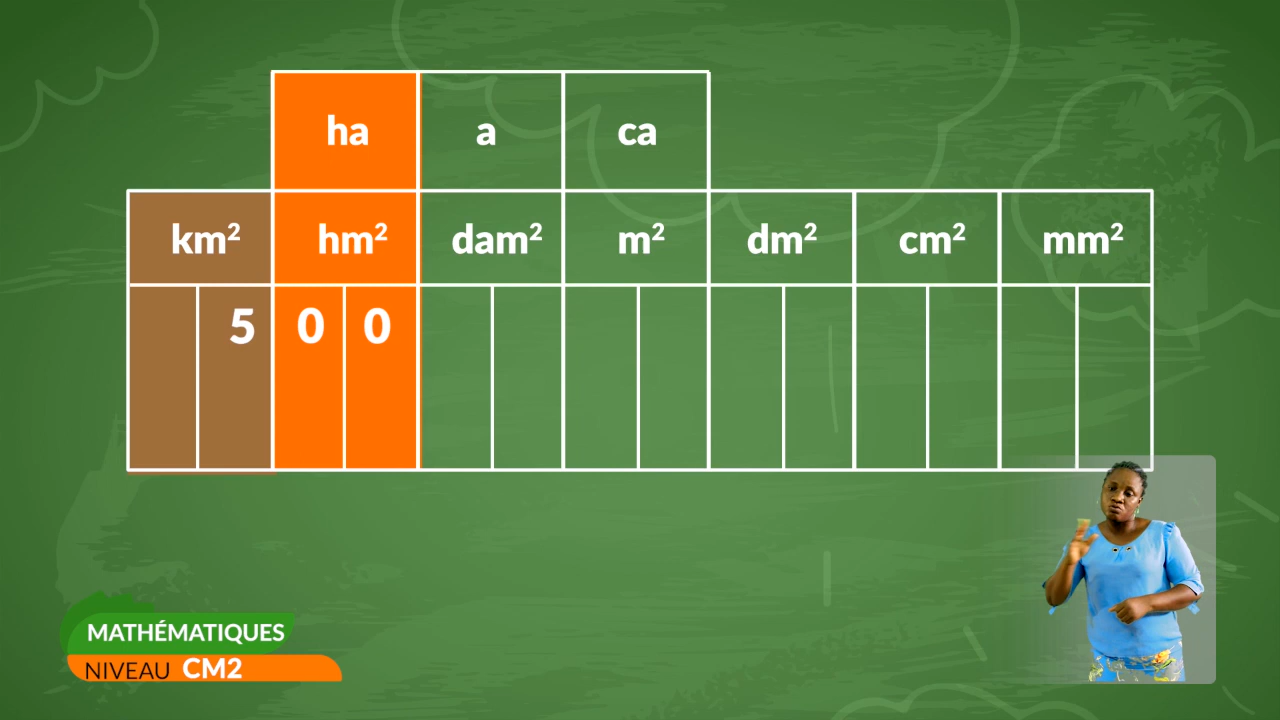 ha a ca
km² hm² dam² m² dm² cm² mm²
5 0 0
MATHÉMATIQUES
NIVEAU CM2